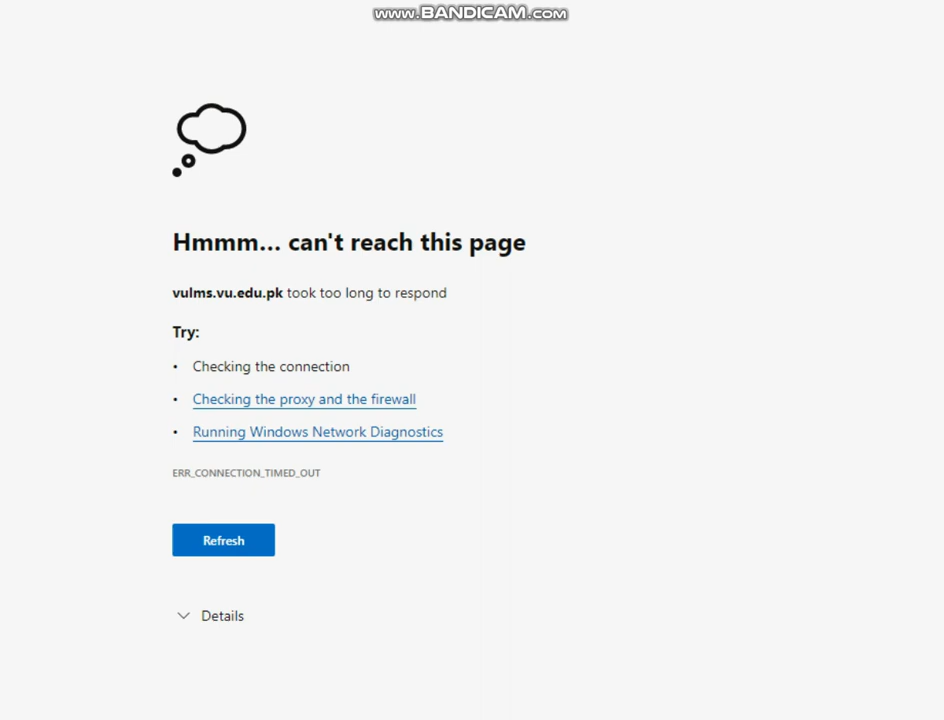 www.BANDICAM.com
Hmmm... can't reach this page
vulms.vu.edu.pk took too long to respond
Try:
• Checking the connection
• Checking the proxy and the firewall
• Running Windows Network Diagnostics
ERR_CONNECTION_TIMED_OUT
Refresh
Details